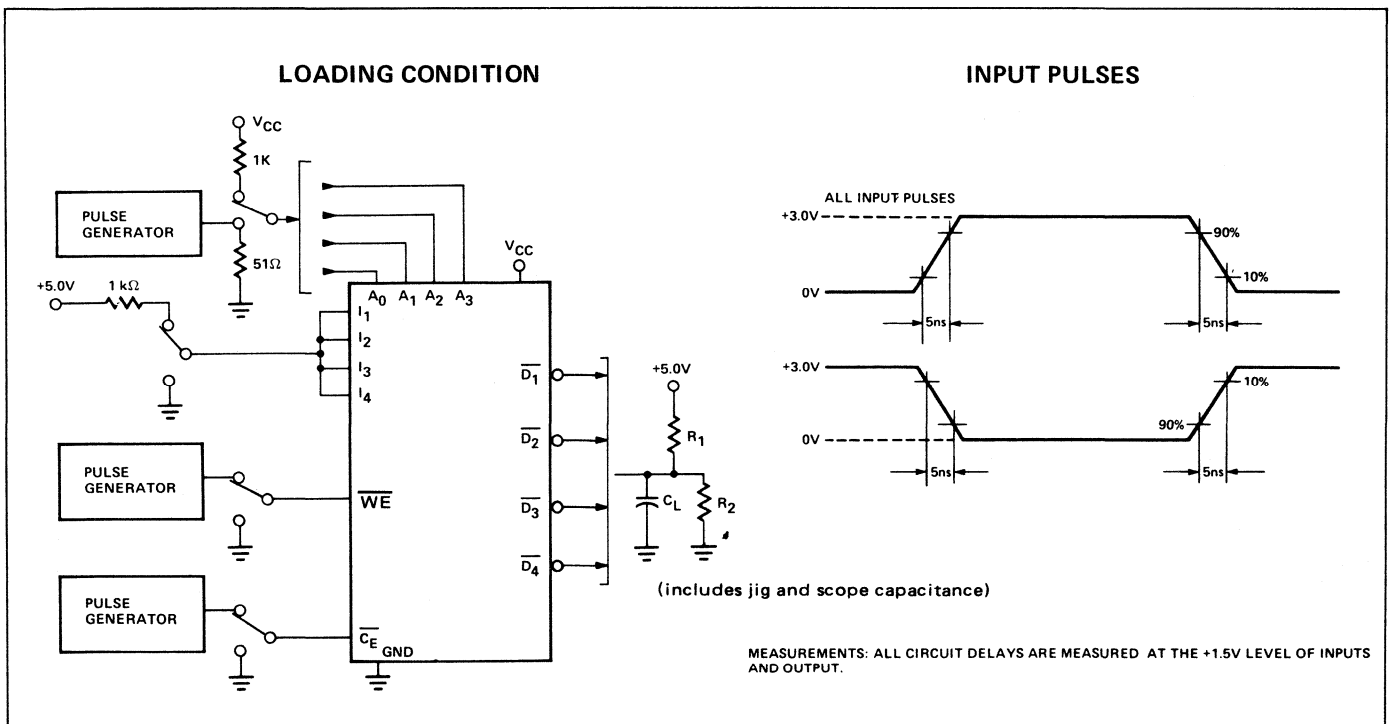 LOADING CONDITION
INPUT PULSES
VCC
1K
PULSE
GENERATOR
51Ω
+5.0V
1 kΩ
VCC
A0 A1 A2 A3
I1
I2
I3
I4
D1
D2
D3
D4
+5.0V
R1
CL
R2
PULSE
GENERATOR
WE
PULSE
GENERATOR
CE
GND
(includes jig and scope capacitance)
ALL INPUT PULSES
+3.0V
90%
10%
0V
5ns
5ns
+3.0V
10%
90%
0V
5ns
5ns
MEASUREMENTS: ALL CIRCUIT DELAYS ARE MEASURED AT THE +1.5V LEVEL OF INPUTS
AND OUTPUT.